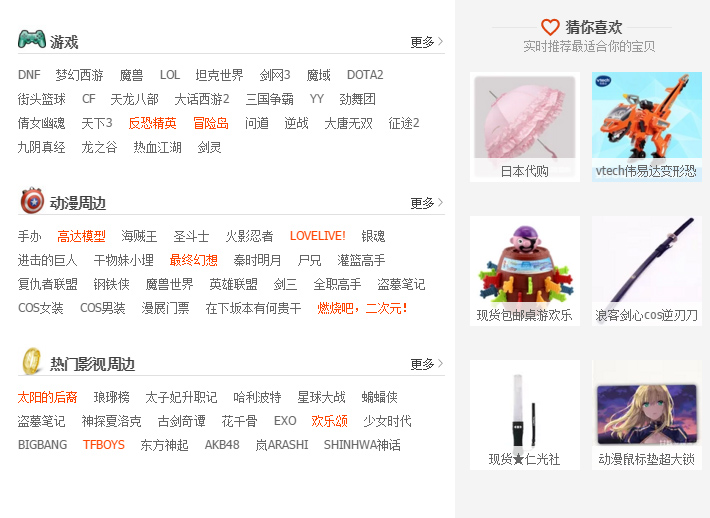 游戏 更多
DNF 梦幻西游 魔兽 LOL 坦克世界 剑网3 魔域 DOTA2
街头篮球 CF 天龙八部 大话西游2 三国争霸 YY 劲舞团
倩女幽魂 天下3 反恐精英 冒险岛 问道 逆战 大唐无双 征途2
九阴真经 龙之谷 热血江湖 剑灵
动漫周边 更多
手办 高达模型 海贼王 圣斗士 火影忍者 LOVELIVE! 银魂
进击的巨人 干物妹小埋 最终幻想 秦时明月 尸兄 灌篮高手
复仇者联盟 钢铁侠 魔兽世界 英雄联盟 剑三 全职高手 盗墓笔记
COS女装 COS男装 漫展门票 在下坂本有何贵干 燃烧吧，二次元！
热门影视周边 更多
太阳的后裔 琅琊榜 太子妃升职记 哈利波特 星球大战 蝙蝠侠
盗墓笔记 神探夏洛克 古剑奇谭 花千骨 EXO 欢乐颂 少女时代
BIGBANG TFBOYS 东方神起 AKB48 岚ARASHI SHINHWA神话
猜你喜欢
实时推荐最适合你的宝贝
vtech
日本代购 vtech伟易达变形恐
现货包邮桌游欢乐 浪客剑心cos逆刃刀
现货★仁光社 动漫鼠标垫超大锁